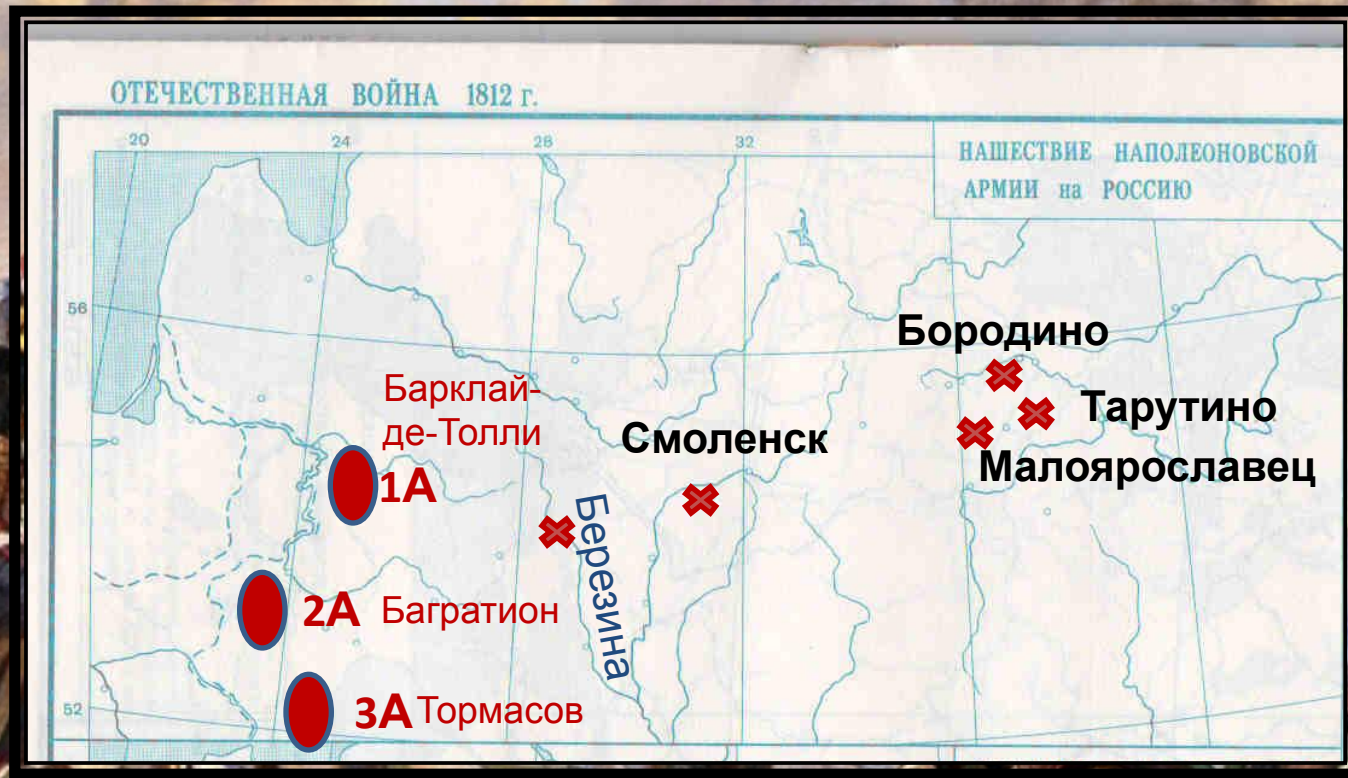 ОТЕЧЕСТВЕННАЯ ВОЙНА 1812 г.
20 24 28 32
НАШЕСТВИЕ НАПОЛЕОНОВСКОЙ
АРМИИ на РОССИЮ
56
Бородино
Барклай-
де-Толли
Тарутино
Смоленск
Малоярославец
1А
Березина
2А Багратион
3А Тормасов
52